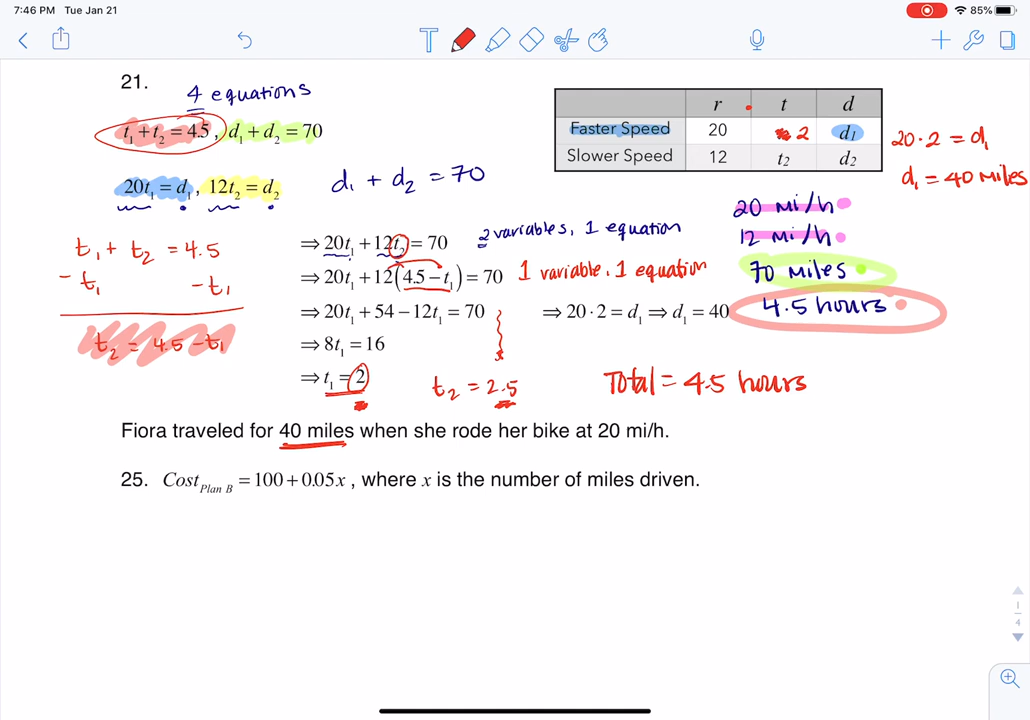 7:46 PM Tue Jan 21
85%
21.
4 equations
t₁ + t₂ = 4.5, d₁ + d₂ = 70
20t₁ = d₁, 12t₂ = d₂
d₁ + d₂ = 70
r t d
Faster Speed 20 2 d₁
Slower Speed 12 t₂ d₂
20 · 2 = d₁
d₁ = 40 miles
20 mi/h
12 mi/h
70 miles
4.5 hours
t₁ + t₂ = 4.5
- t₁ - t₁
t₂ = 4.5 - t₁
⇒ 20t₁ + 12t₂ = 70
2 variables, 1 equation
⇒ 20t₁ + 12(4.5 - t₁) = 70
1 variable, 1 equation
⇒ 20t₁ + 54 - 12t₁ = 70
⇒ 20 · 2 = d₁ ⇒ d₁ = 40
⇒ 8t₁ = 16
⇒ t₁ = 2
t₂ = 2.5
Total = 4.5 hours
Fiora traveled for 40 miles when she rode her bike at 20 mi/h.
25. Cost Plan B = 100 + 0.05x, where x is the number of miles driven.
1
4